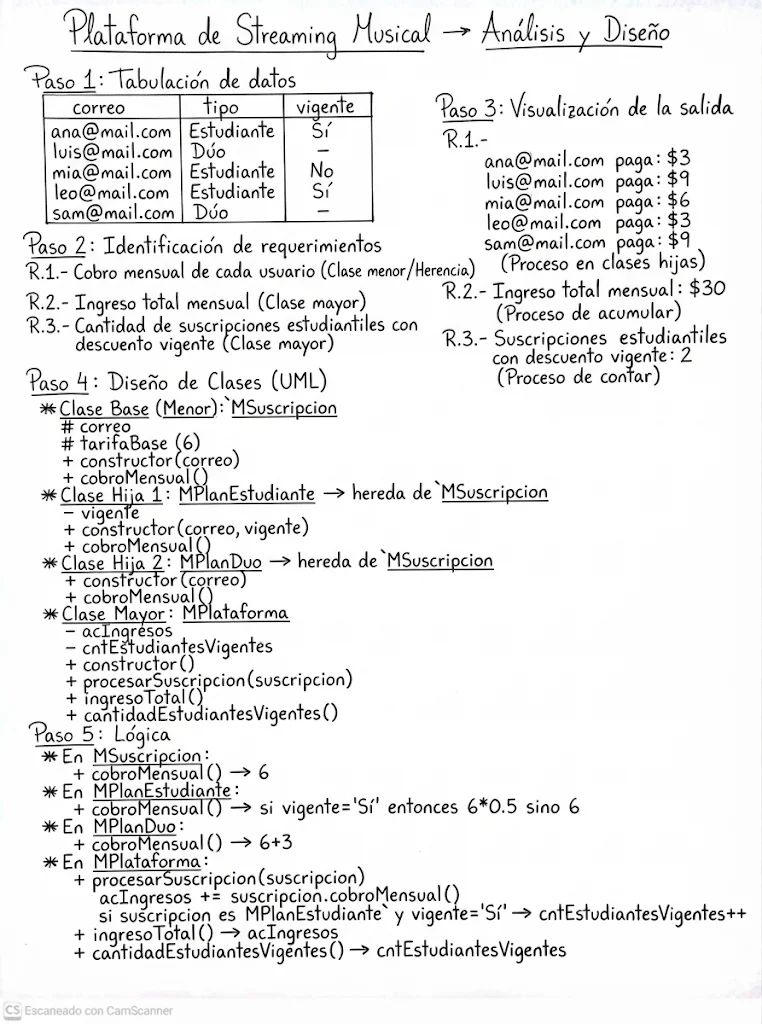 Plataforma de Streaming Musical → Análisis y Diseño
Paso 1: Tabulación de datos
correo tipo vigente
ana@mail.com Estudiante Sí
luis@mail.com Dúo –
mia@mail.com Estudiante No
leo@mail.com Estudiante Sí
sam@mail.com Dúo –
Paso 2: Identificación de requerimientos
R.1.- Cobro mensual de cada usuario (Clase menor/Herencia)
R.2.- Ingreso total mensual (Clase mayor)
R.3.- Cantidad de suscripciones estudiantiles con
descuento vigente (Clase mayor)
Paso 3: Visualización de la salida
R.1.-
ana@mail.com paga: $3
luis@mail.com paga: $9
mia@mail.com paga: $6
leo@mail.com paga: $3
sam@mail.com paga: $9
(Proceso en clases hijas)
R.2.- Ingreso total mensual: $30
(Proceso de acumular)
R.3.- Suscripciones estudiantiles
con descuento vigente: 2
(Proceso de contar)
Paso 4: Diseño de Clases (UML)
* Clase Base (Menor):`MSuscripcion
# correo
# tarifaBase (6)
+ constructor(correo)
+ cobroMensual()
* Clase Hija 1: MPlanEstudiante → hereda de`MSuscripcion
- vigente
+ constructor(correo, vigente)
+ cobroMensual()
* Clase Hija 2: MPlanDuo → hereda de`MSuscripcion
+ constructor(correo)
+ cobroMensual()
* Clase Mayor: MPlataforma
- acIngresos
- cntEstudiantesVigentes
+ constructor()
+ procesarSuscripcion(suscripcion)
+ ingresoTotal()
+ cantidadEstudiantesVigentes()
Paso 5: Lógica
* En MSuscripcion:
+ cobroMensual() → 6
* En MPlanEstudiante:
+ cobroMensual() → si vigente='Sí' entonces 6*0.5 sino 6
* En MPlanDuo:
+ cobroMensual() → 6+3
* En MPlataforma:
+ procesarSuscripcion(suscripcion)
acIngresos += suscripcion.cobroMensual()
si suscripcion es MPlanEstudiante` y vigente='Sí' → cntEstudiantesVigentes++
+ ingresoTotal() → acIngresos
+ cantidadEstudiantesVigentes() → cntEstudiantesVigentes
CS Escaneado con CamScanner